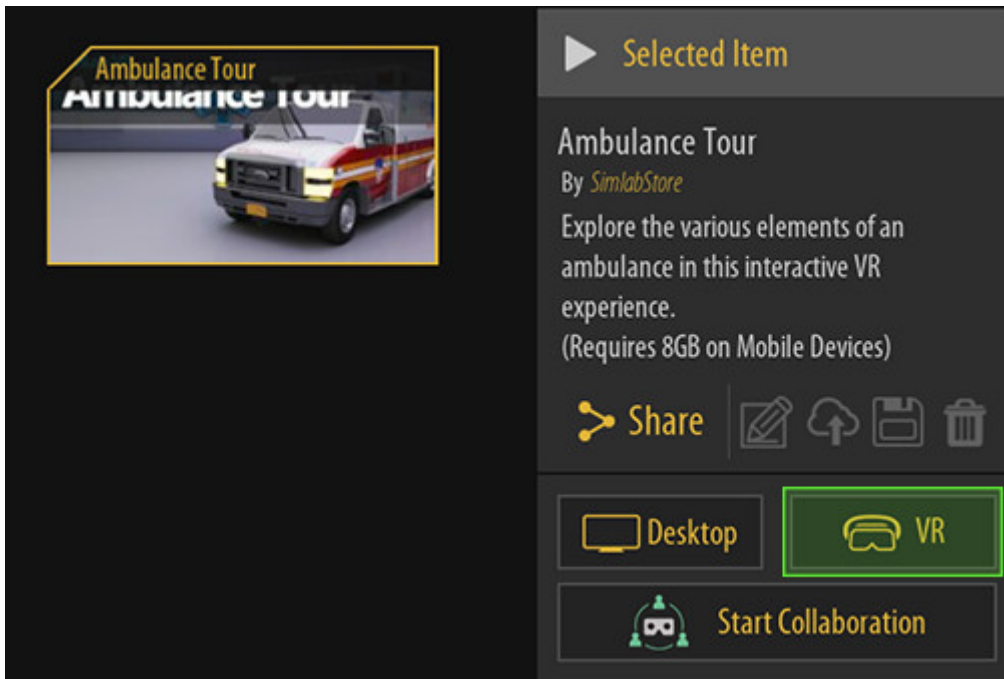 Ambulance Tour
Ambulance Tour
Selected Item
Ambulance Tour
By SimlabStore
Explore the various elements of an
ambulance in this interactive VR
experience.
(Requires 8GB on Mobile Devices)
Share
Desktop
VR
Start Collaboration